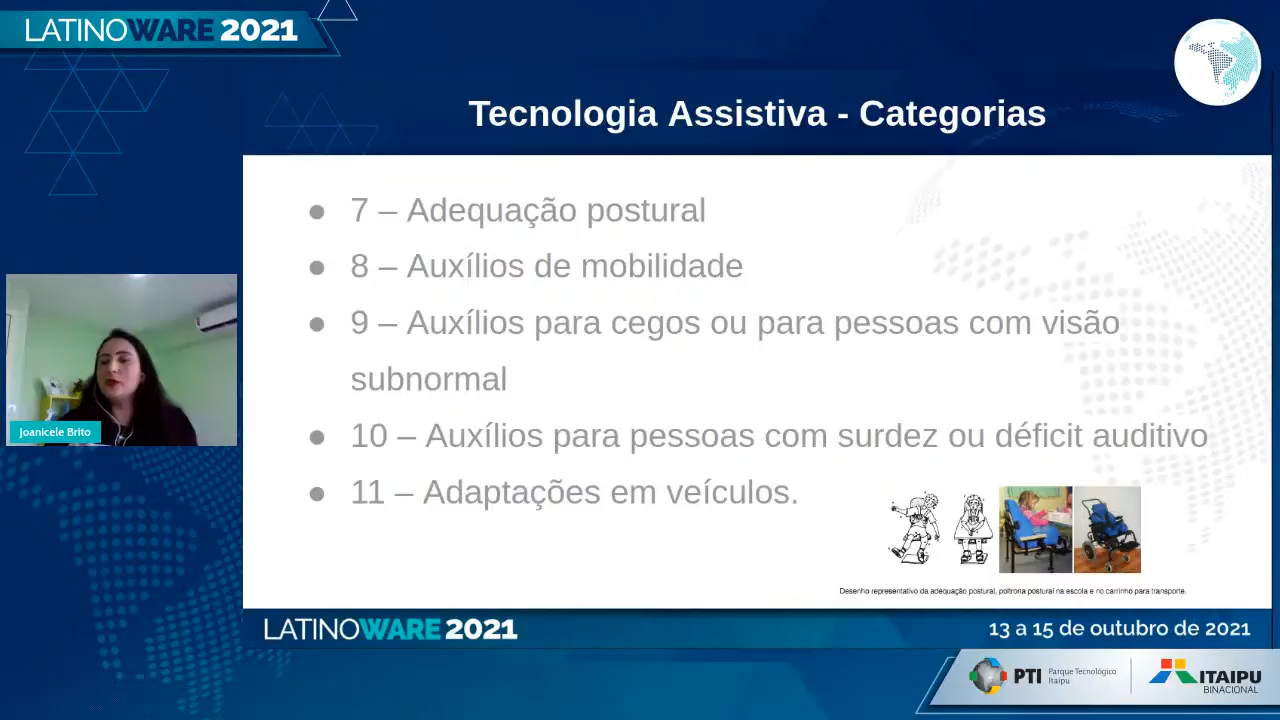 LATINOWARE 2021
Tecnologia Assistiva - Categorias
● 7 – Adequação postural
● 8 – Auxílios de mobilidade
● 9 – Auxílios para cegos ou para pessoas com visão
subnormal
● 10 – Auxílios para pessoas com surdez ou déficit auditivo
● 11 – Adaptações em veículos.
Desenho representativo da adequação postural, poltrona postural na escola e no carrinho para transporte.
Joanicele Brito
LATINOWARE 2021
13 a 15 de outubro de 2021
PTI Parque Tecnológico
Itaipu
ITAIPU
BINACIONAL